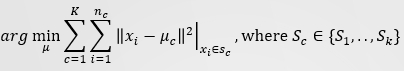 arg min_μ ∑_{c=1}^{K} ∑_{i=1}^{n_c} ‖x_i − μ_c‖² |_{x_i∈s_c} , where S_c ∈ {S_1,..,S_k}